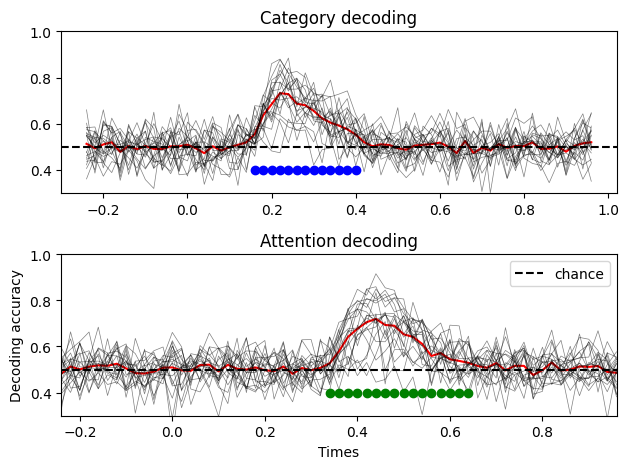 Category decoding
1.0
0.8
0.6
0.4
−0.2 0.0 0.2 0.4 0.6 0.8 1.0
Attention decoding
Decoding accuracy
1.0
0.8
0.6
0.4
chance
−0.2 0.0 0.2 0.4 0.6 0.8
Times